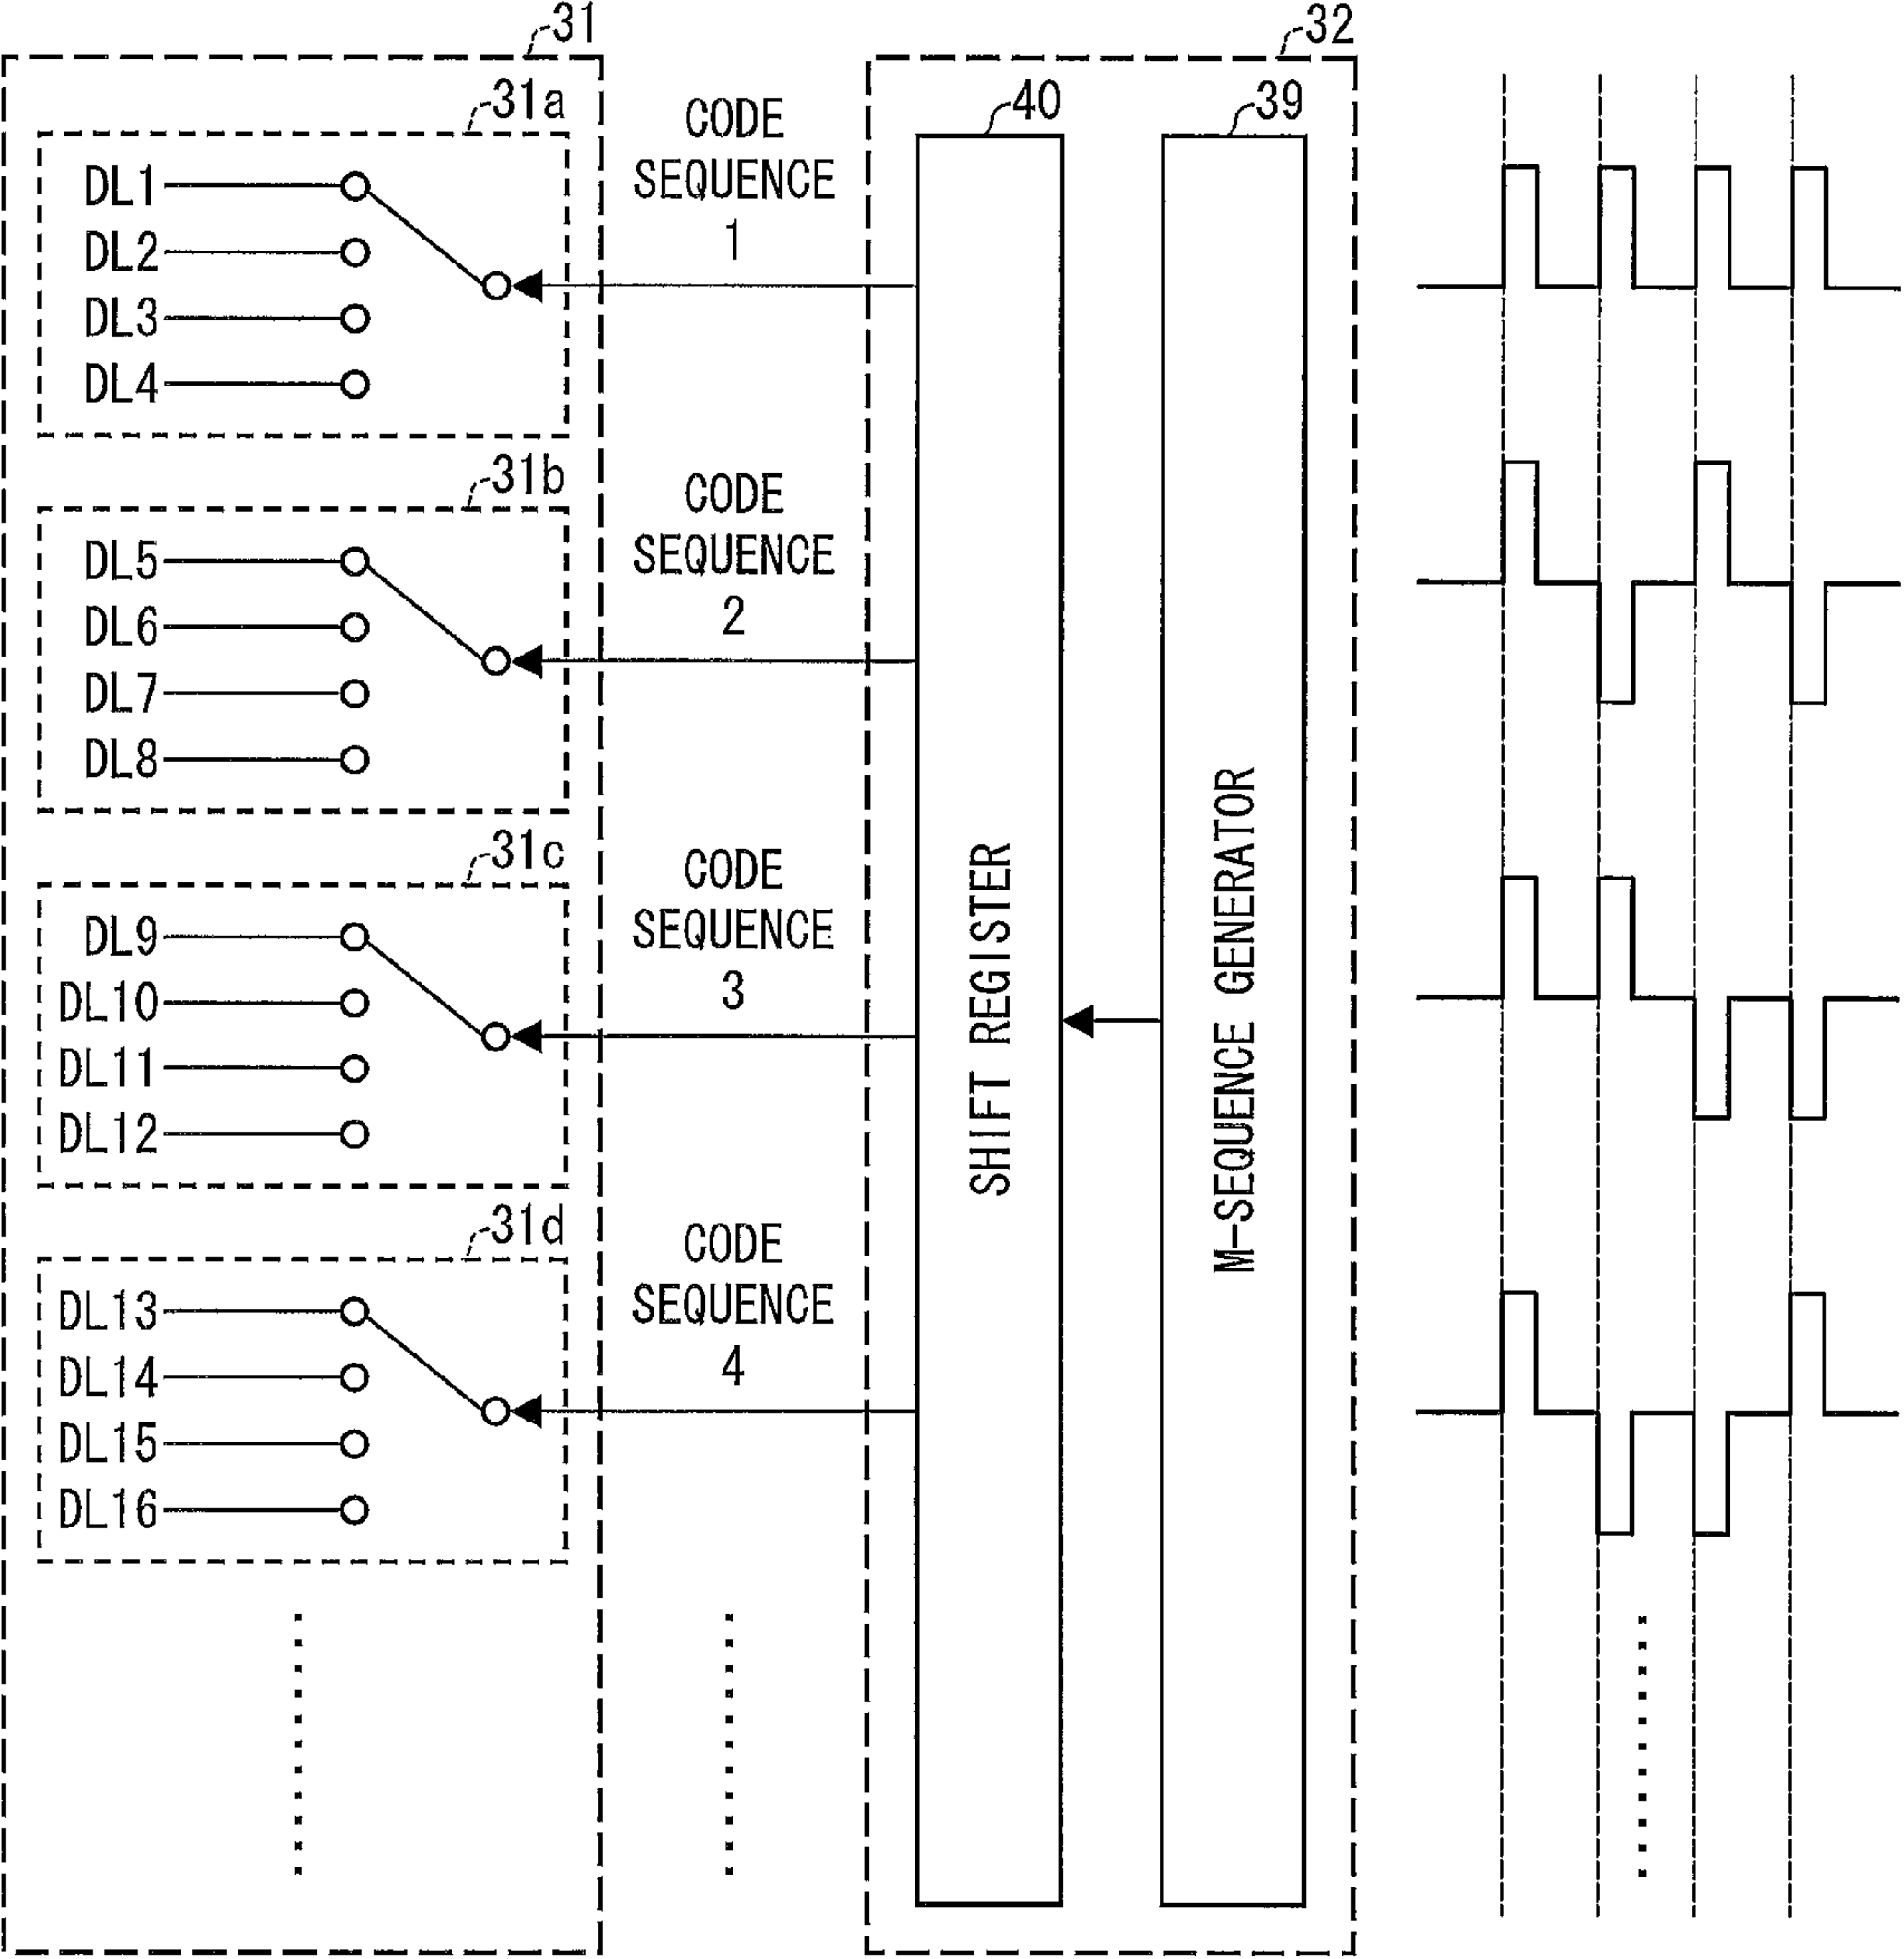 31
32
31a
CODE
SEQUENCE
1
40
39
DL1
DL2
DL3
DL4
31b
CODE
SEQUENCE
2
DL5
DL6
DL7
DL8
31c
CODE
SEQUENCE
3
DL9
DL10
DL11
DL12
31d
CODE
SEQUENCE
4
DL13
DL14
DL15
DL16
SHIFT REGISTER
M-SEQUENCE GENERATOR